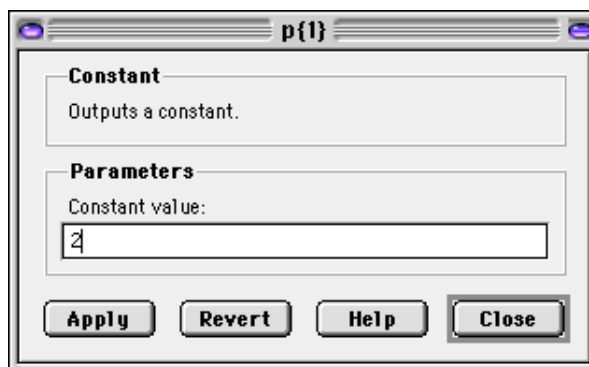 p{1}
Constant
Outputs a constant.
Parameters
Constant value:
2
Apply Revert Help Close